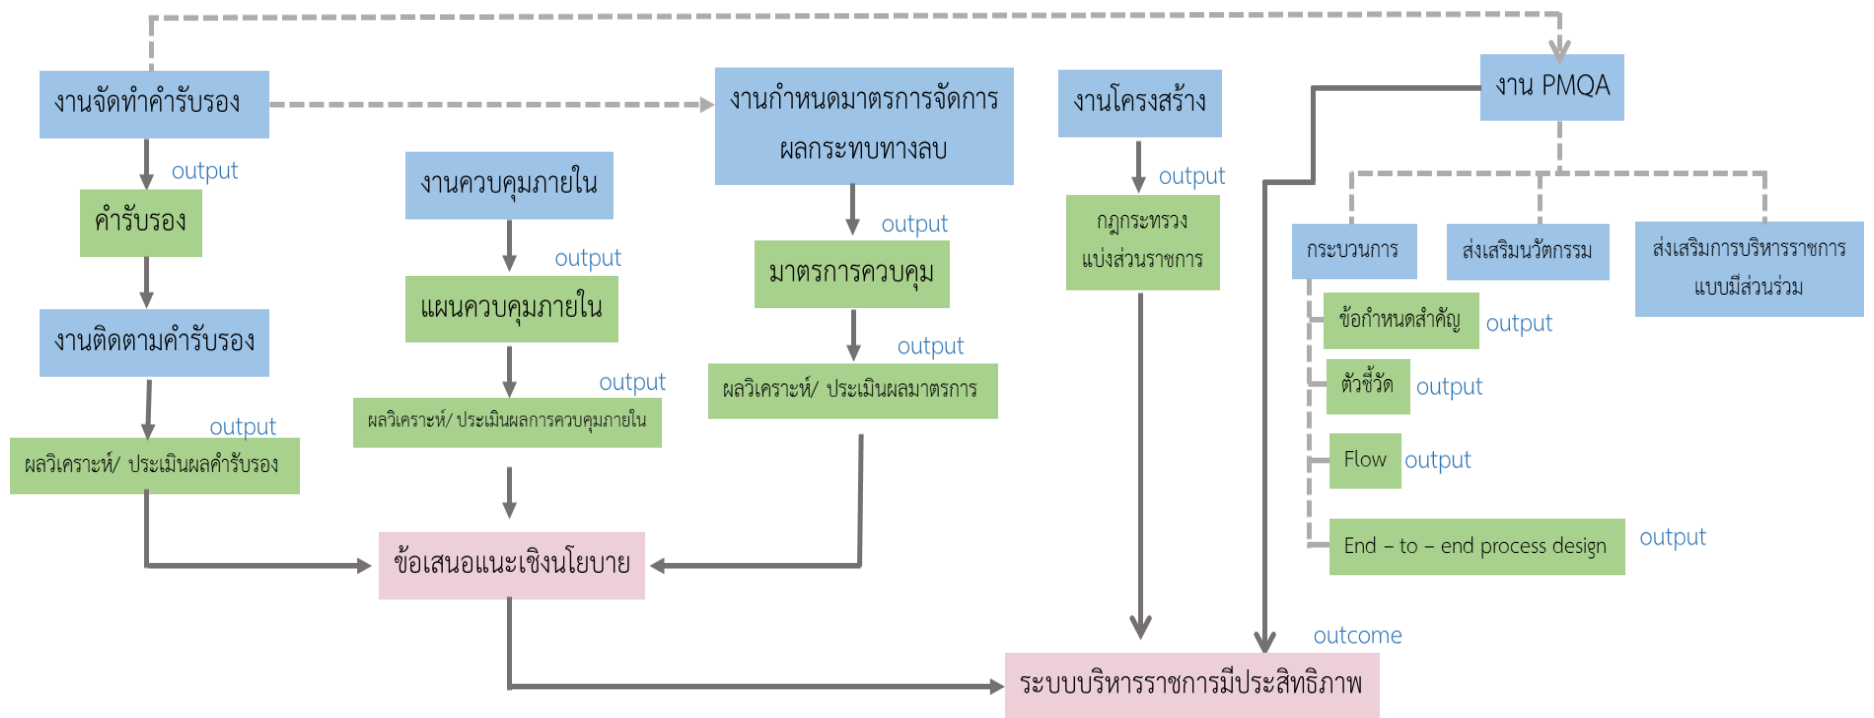 งานจัดทำคำรับรอง
output
คำรับรอง
งานติดตามคำรับรอง
output
ผลวิเคราะห์/ ประเมินผลคำรับรอง
งานควบคุมภายใน
output
แผนควบคุมภายใน
output
ผลวิเคราะห์/ ประเมินผลการควบคุมภายใน
ข้อเสนอแนะเชิงนโยบาย
งานกำหนดมาตรการจัดการ
ผลกระทบทางลบ
output
มาตรการควบคุม
output
ผลวิเคราะห์/ ประเมินผลมาตรการ
งานโครงสร้าง
output
กฎกระทรวง
แบ่งส่วนราชการ
งาน PMQA
กระบวนการ
ส่งเสริมนวัตกรรม
ส่งเสริมการบริหารราชการ
แบบมีส่วนร่วม
ข้อกำหนดสำคัญ
output
ตัวชี้วัด
output
Flow
output
End – to – end process design
output
outcome
ระบบบริหารราชการมีประสิทธิภาพ